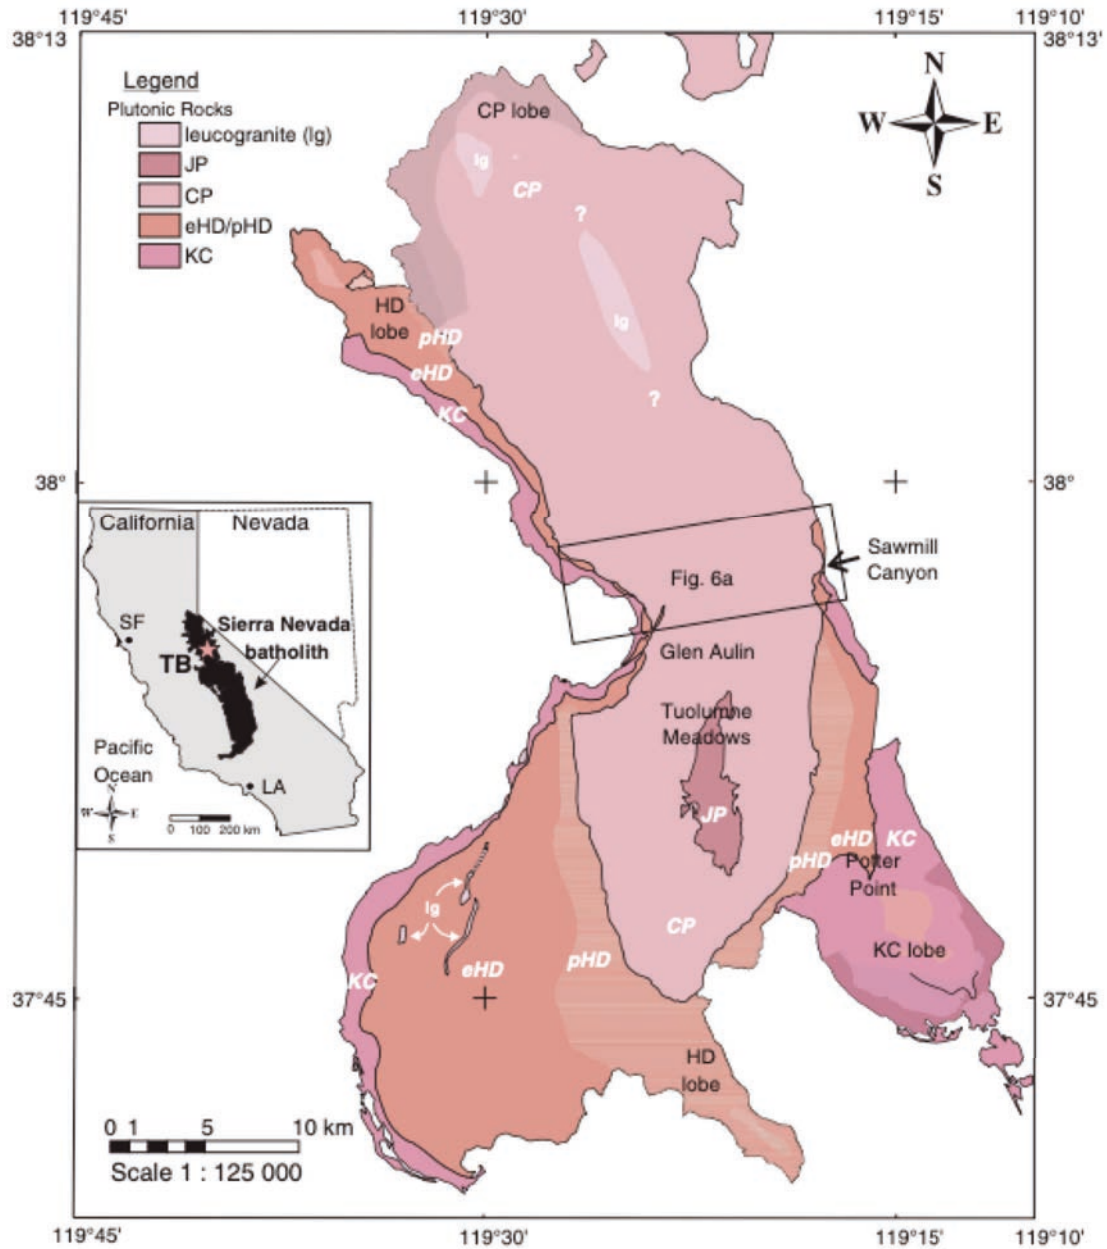 119°45'
119°30'
119°15'
119°10'
38°13
38°13'
Legend
Plutonic Rocks
leucogranite (lg)
JP
CP
eHD/pHD
KC
N
W
E
S
CP lobe
lg
CP
?
HD
lobe
pHD
eHD
KC
lg
?
38°
38°
California
Nevada
SF
Sierra Nevada
batholith
TB
Pacific
Ocean
LA
N
W
E
S
0 100 200 km
Fig. 6a
Sawmill
Canyon
Glen Aulin
Tuolumne
Meadows
JP
eHD
KC
pHD
Potter
Point
lg
CP
KC lobe
pHD
eHD
KC
37°45
37°45
HD
lobe
0 1 5 10 km
Scale 1 : 125 000
119°45'
119°30'
119°15'
119°10'